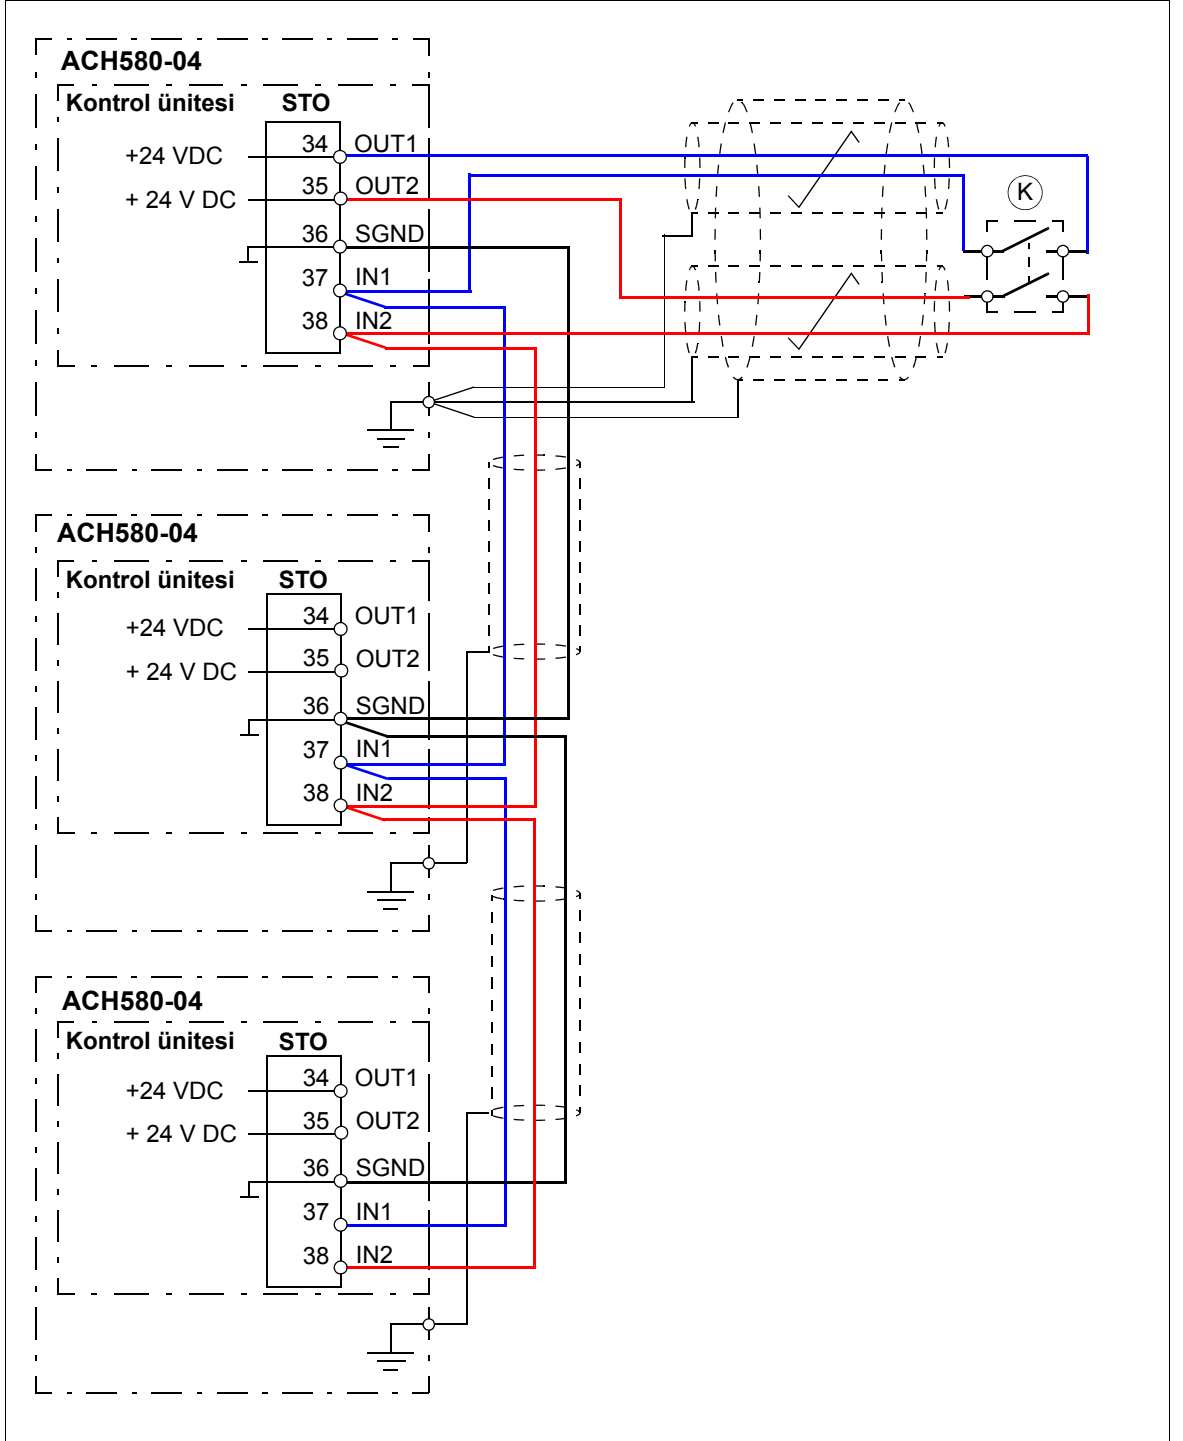 ACH580-04
Kontrol ünitesi STO
34 OUT1
+24 VDC
35 OUT2
+ 24 V DC
36 SGND
37 IN1
38 IN2
K
ACH580-04
Kontrol ünitesi STO
34 OUT1
+24 VDC
35 OUT2
+ 24 V DC
36 SGND
37 IN1
38 IN2
ACH580-04
Kontrol ünitesi STO
34 OUT1
+24 VDC
35 OUT2
+ 24 V DC
36 SGND
37 IN1
38 IN2